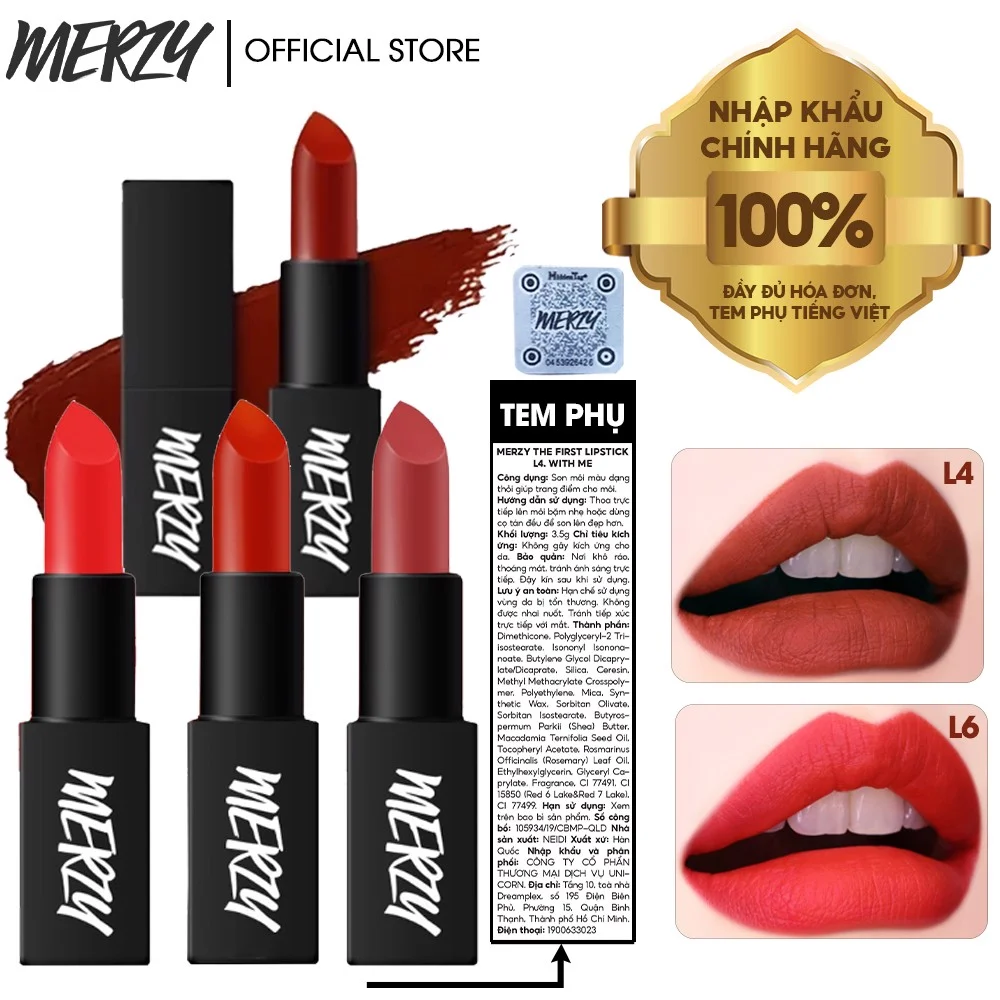 MERZY | OFFICIAL STORE
NHẬP KHẨU
CHÍNH HÃNG
100%
ĐẦY ĐỦ HÓA ĐƠN,
TEM PHỤ TIẾNG VIỆT
HiddenTag®
MERZY
0453926426
MERZY
MERZY
MERZY
MERZY
MERZY
TEM PHỤ
MERZY THE FIRST LIPSTICK
L4. WITH ME
Công dụng: Son môi màu dạng
thỏi giúp trang điểm cho môi.
Hướng dẫn sử dụng: Thoa trực
tiếp lên môi bặm nhẹ hoặc dùng
cọ tán đều để son lên đẹp hơn.
Khối lượng: 3.5g Chỉ tiêu kích
ứng: Không gây kích ứng cho
da. Bảo quản: Nơi khô ráo,
thoáng mát, tránh ánh sáng trực
tiếp. Đậy kín sau khi sử dụng.
Lưu ý an toàn: Hạn chế sử dụng
vùng da bị tổn thương. Không
được nhai nuốt. Tránh tiếp xúc
trực tiếp với mắt. Thành phần:
Dimethicone, Polyglyceryl-2 Tri-
isostearate, Isononyl Isonona-
noate, Butylene Glycol Dicapry-
late/Dicaprate, Silica, Ceresin,
Methyl Methacrylate Crosspoly-
mer, Polyethylene, Mica, Syn-
thetic Wax, Sorbitan Olivate,
Sorbitan Isostearate, Butyros-
permum Parkii (Shea) Butter,
Macadamia Ternifolia Seed Oil,
Tocopheryl Acetate, Rosmarinus
Officinalis (Rosemary) Leaf Oil,
Ethylhexylglycerin, Glyceryl Ca-
prylate, Fragrance, CI 77491, CI
15850 (Red 6 Lake&Red 7 Lake),
CI 77499. Hạn sử dụng: Xem
trên bao bì sản phẩm. Số công
bố: 105934/19/CBMP-QLD Nhà
sản xuất: NEIDI Xuất xứ: Hàn
Quốc Nhập khẩu và phân
phối: CÔNG TY CỔ PHẦN
THƯƠNG MẠI DỊCH VỤ UNI-
CORN. Địa chỉ: Tầng 10, toà nhà
Dreamplex, số 195 Điện Biên
Phủ, Phường 15, Quận Bình
Thạnh, Thành phố Hồ Chí Minh.
Điện thoại: 1900633023
L4
L6